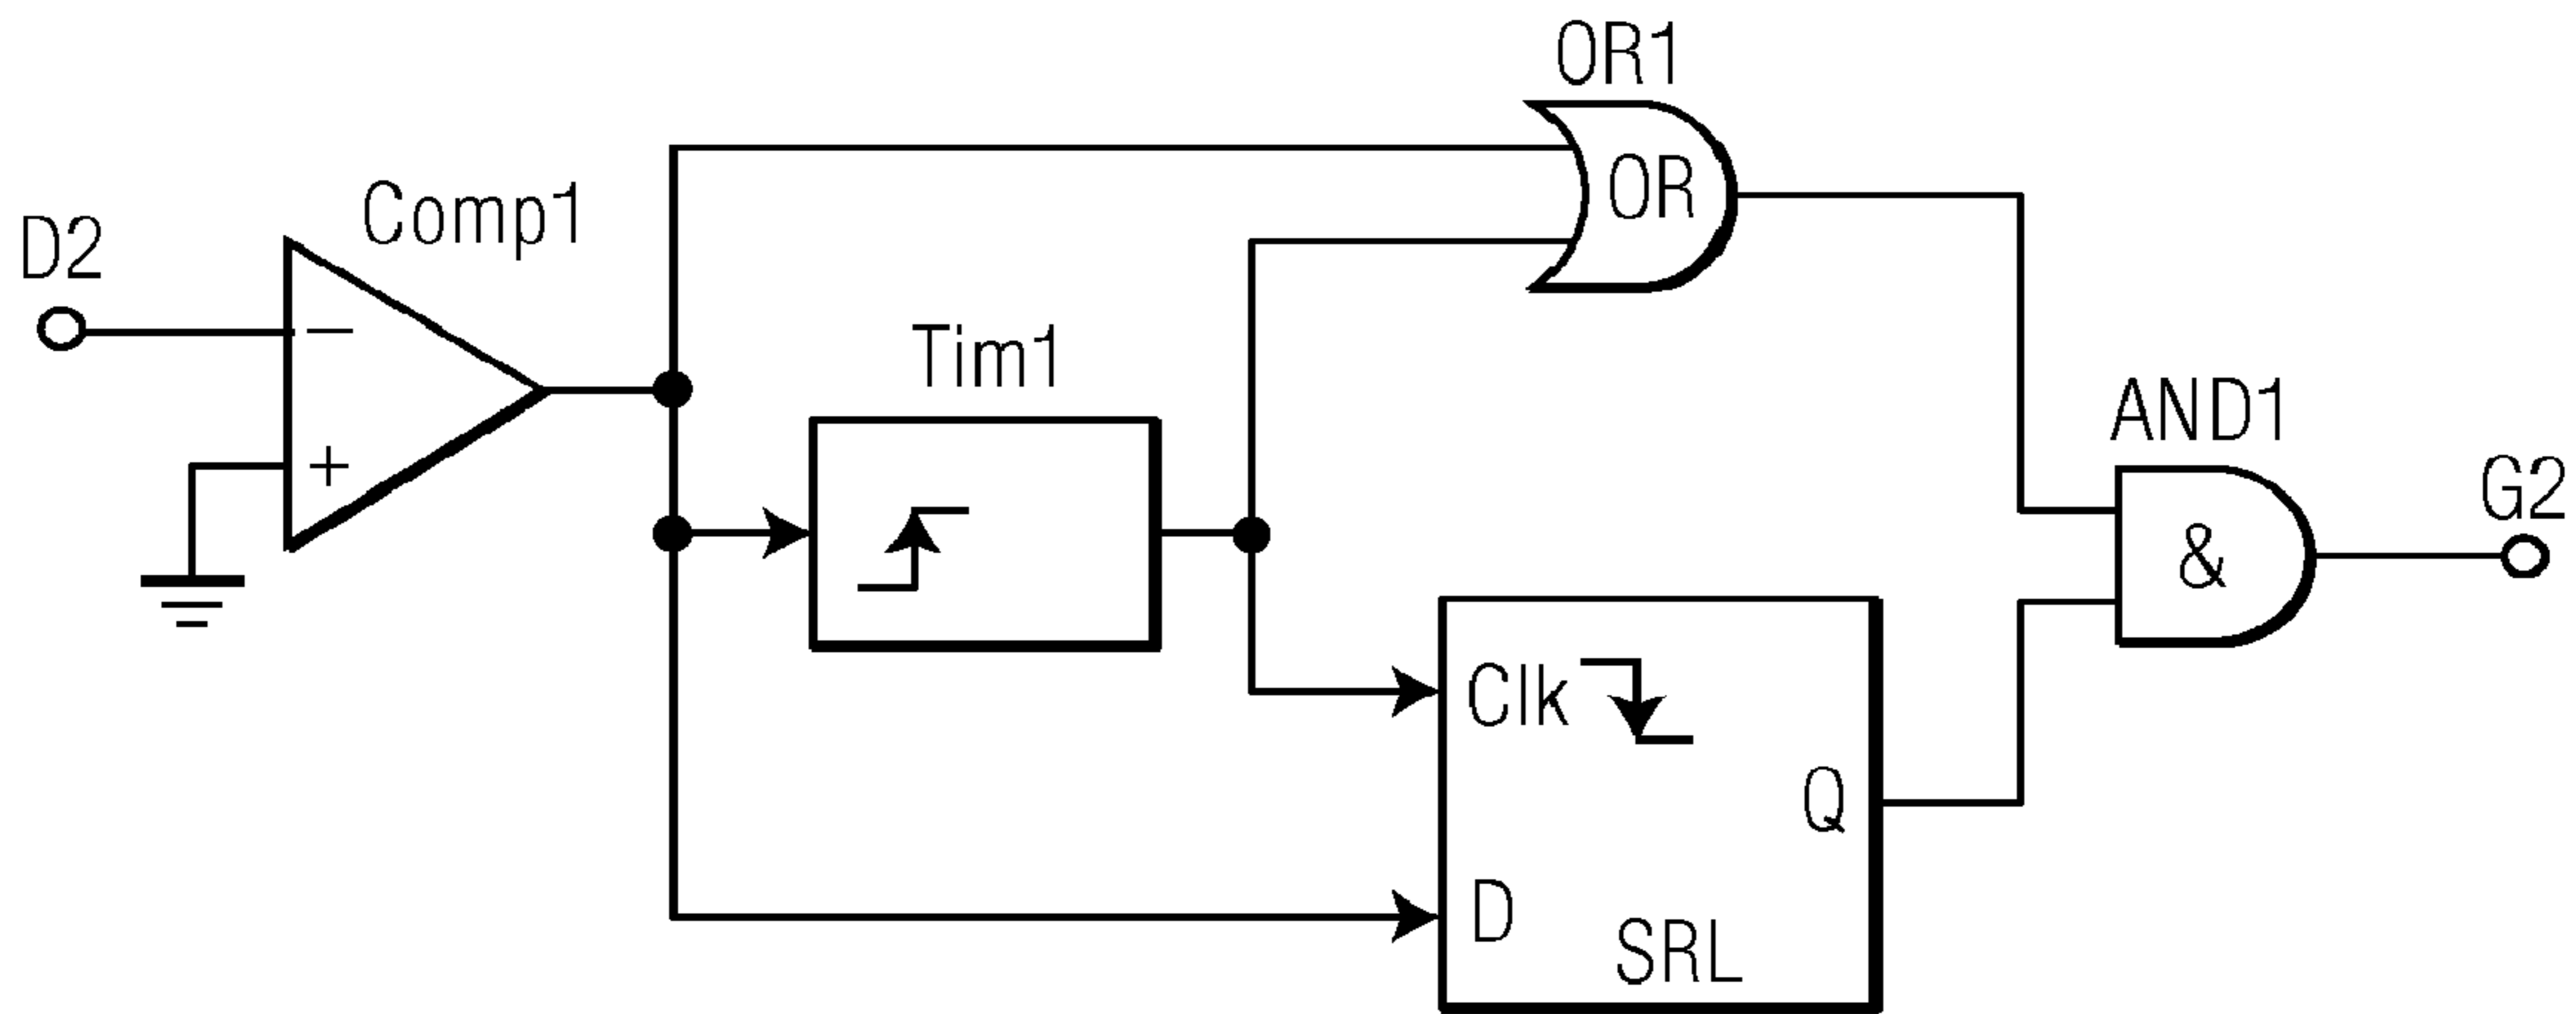 OR1
OR
Comp1
D2
−
+
Tim1
AND1
&
G2
Clk
Q
D
SRL